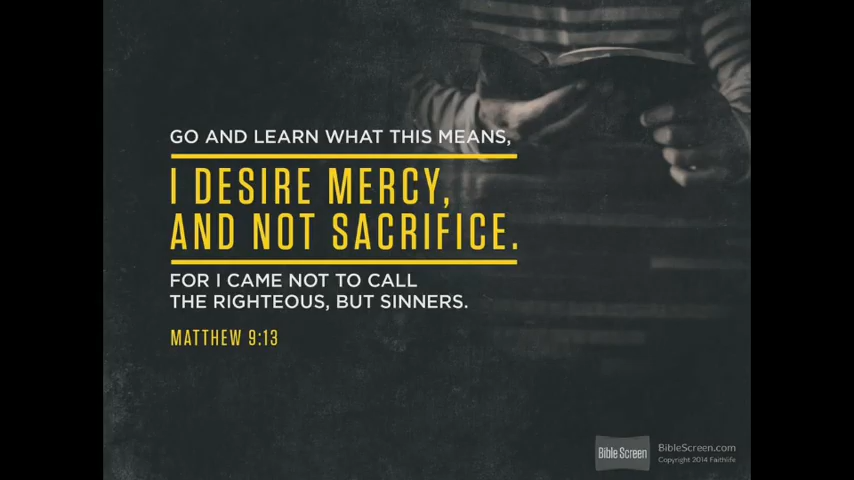 GO AND LEARN WHAT THIS MEANS,
I DESIRE MERCY,
AND NOT SACRIFICE.
FOR I CAME NOT TO CALL
THE RIGHTEOUS, BUT SINNERS.
MATTHEW 9:13
Bible Screen
BibleScreen.com
Copyright 2014 Faithlife